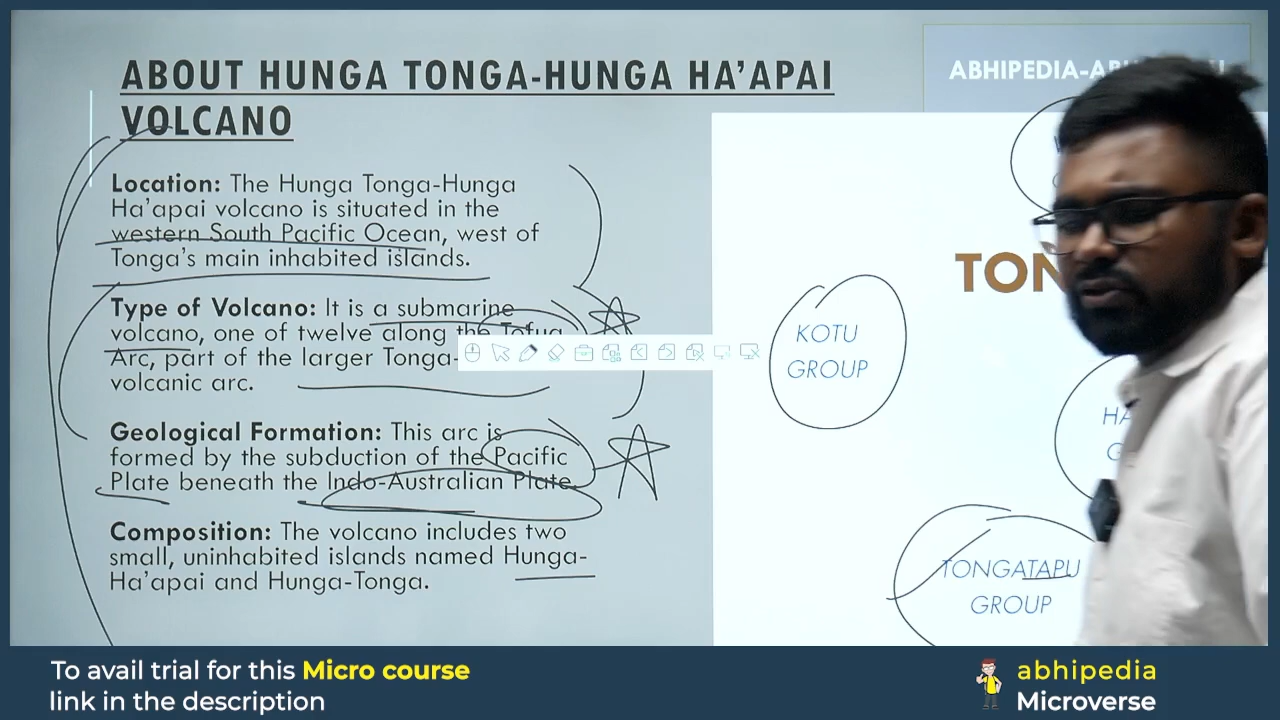 ABOUT HUNGA TONGA-HUNGA HA'APAI
VOLCANO
Location: The Hunga Tonga-Hunga
Ha'apai volcano is situated in the
western South Pacific Ocean, west of
Tonga's main inhabited islands.
Type of Volcano: It is a submarine
volcano, one of twelve along the Tofua
Arc, part of the larger Tonga-
volcanic arc.
Geological Formation: This arc is
formed by the subduction of the Pacific
Plate beneath the Indo-Australian Plate.
Composition: The volcano includes two
small, uninhabited islands named Hunga-
Ha'apai and Hunga-Tonga.
KOTU
GROUP
TONGATAPU
GROUP
To avail trial for this Micro course
link in the description
abhipedia
Microverse